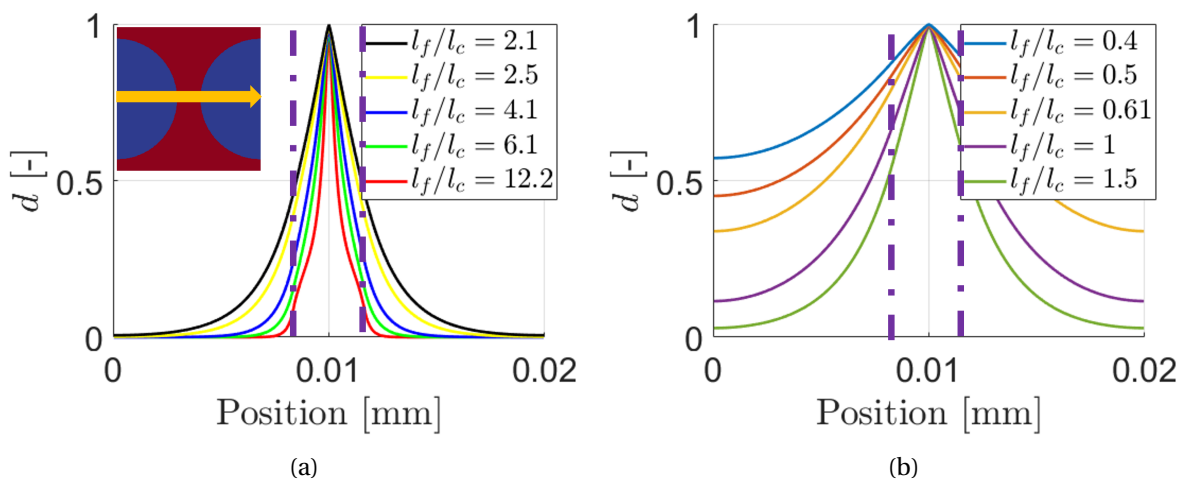 1
0.5
0
d [-]
l_f/l_c = 2.1
l_f/l_c = 2.5
l_f/l_c = 4.1
l_f/l_c = 6.1
l_f/l_c = 12.2
0 0.01 0.02
Position [mm]
(a)
1
0.5
0
d [-]
l_f/l_c = 0.4
l_f/l_c = 0.5
l_f/l_c = 0.61
l_f/l_c = 1
l_f/l_c = 1.5
0 0.01 0.02
Position [mm]
(b)